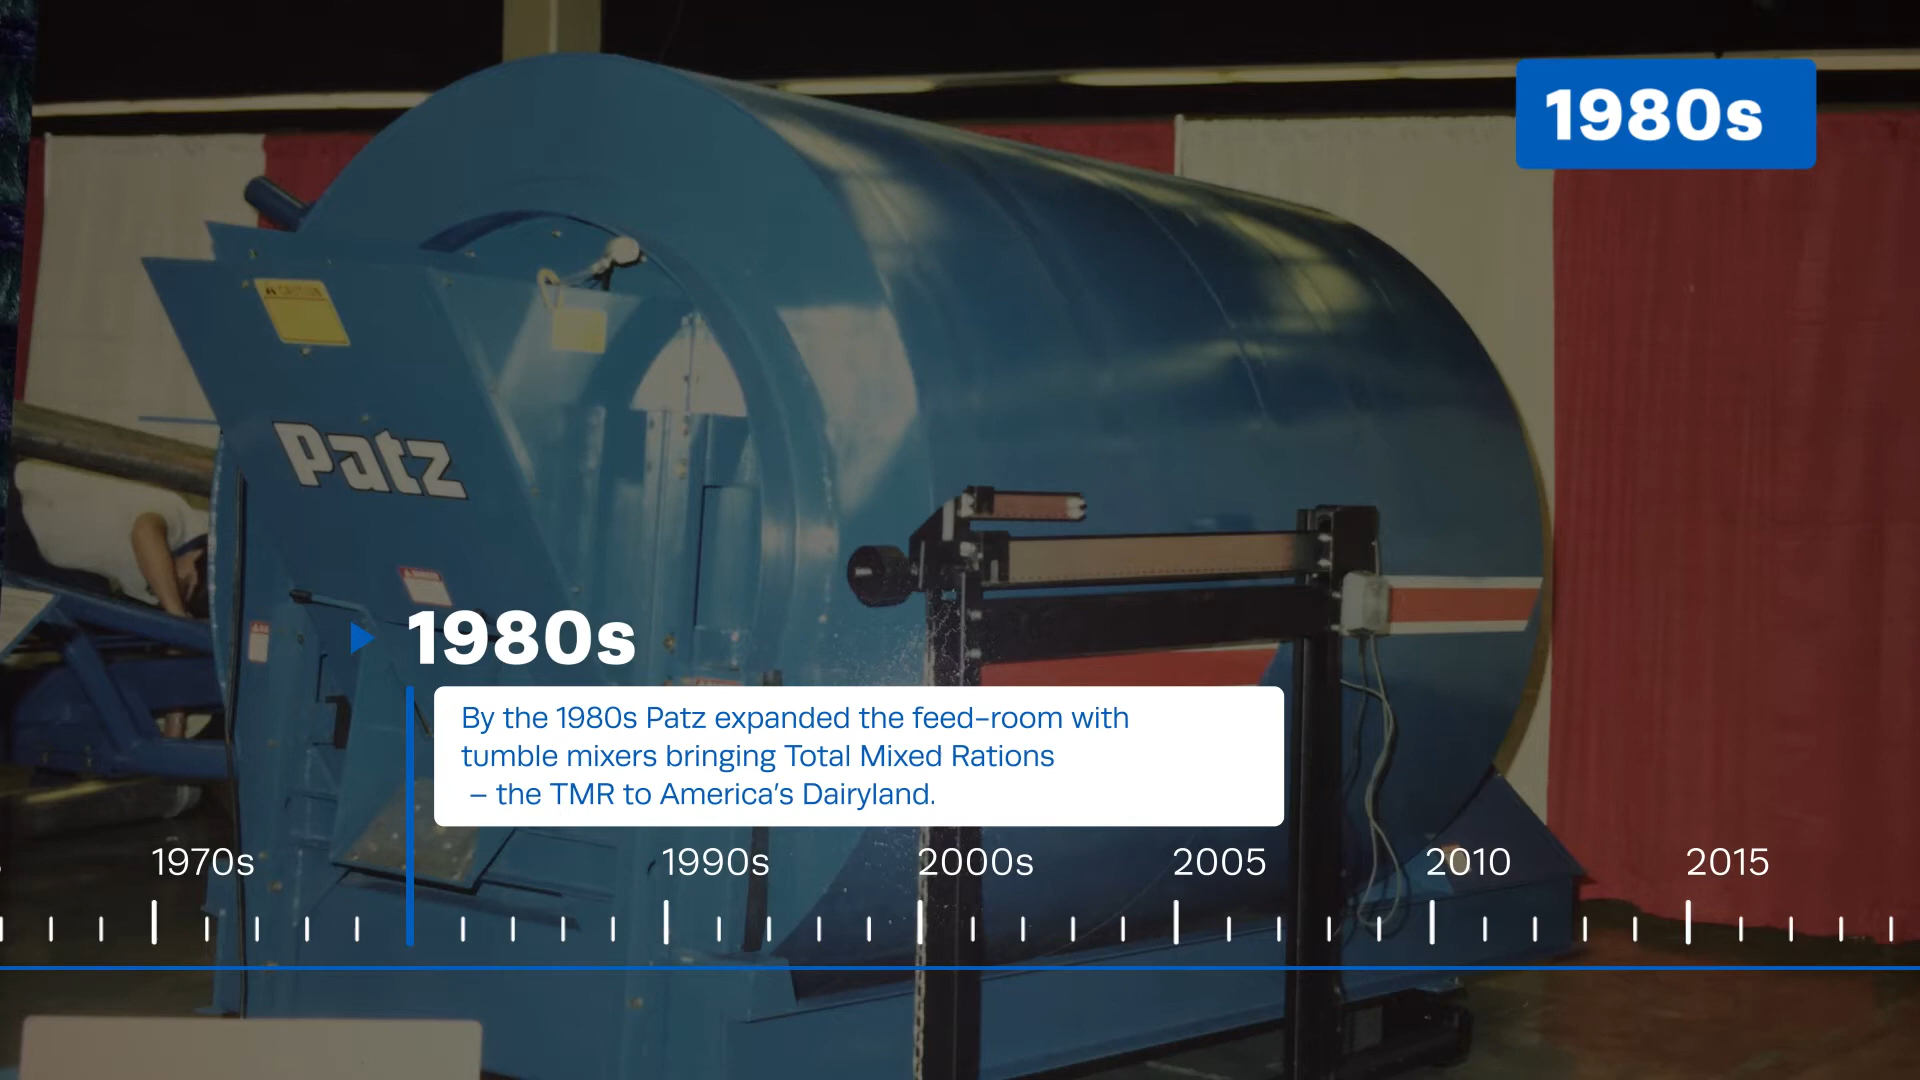 1980s
CAUTION
Patz
1980s
By the 1980s Patz expanded the feed-room with
tumble mixers bringing Total Mixed Rations
– the TMR to America's Dairyland.
1970s
1990s
2000s
2005
2010
2015